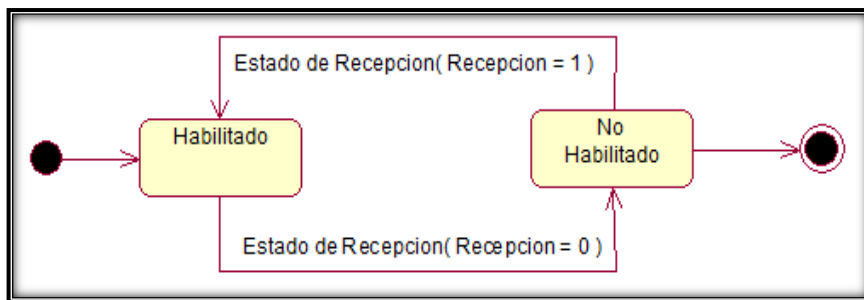 Estado de Recepcion( Recepcion = 1 )
Habilitado
No
Habilitado
Estado de Recepcion( Recepcion = 0 )